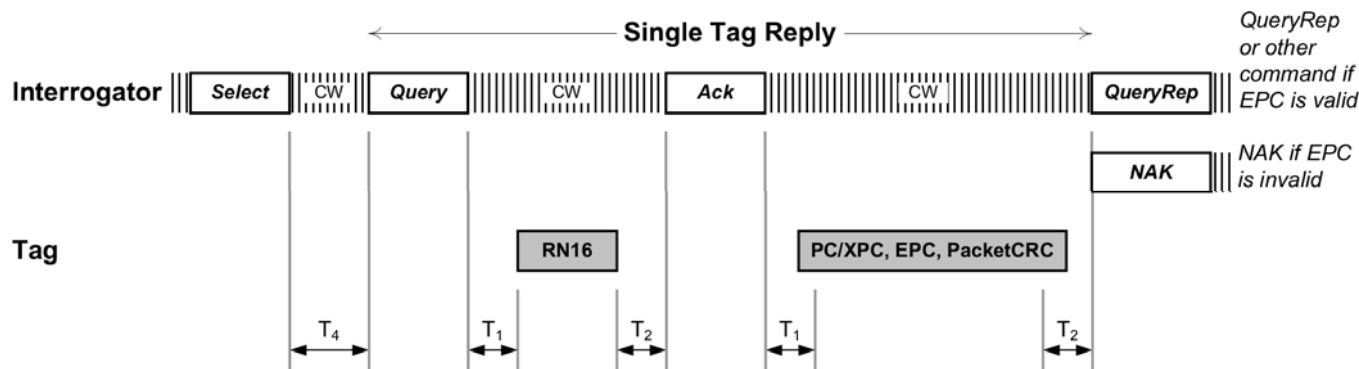 Single Tag Reply
QueryRep
or other
command if
EPC is valid
Interrogator
Select
CW
Query
CW
Ack
CW
QueryRep
NAK
NAK if EPC
is invalid
Tag
RN16
PC/XPC, EPC, PacketCRC
T4
T1
T2
T1
T2